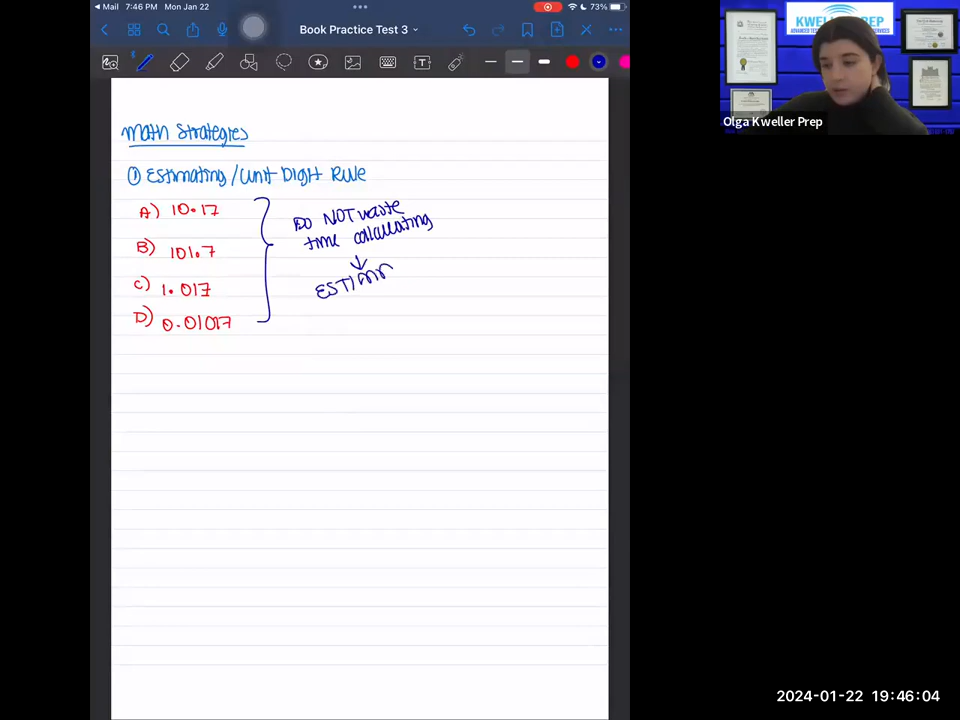 Mail 7:46 PM Mon Jan 22
73%
Book Practice Test 3
Math Strategies
① Estimating / Unit Digit Rule
A) 10.17
B) 101.7
C) 1.017
D) 0.01017
DO NOT waste
time calculating
KWELLER PREP
Olga Kweller Prep
2024-01-22 19:46:04